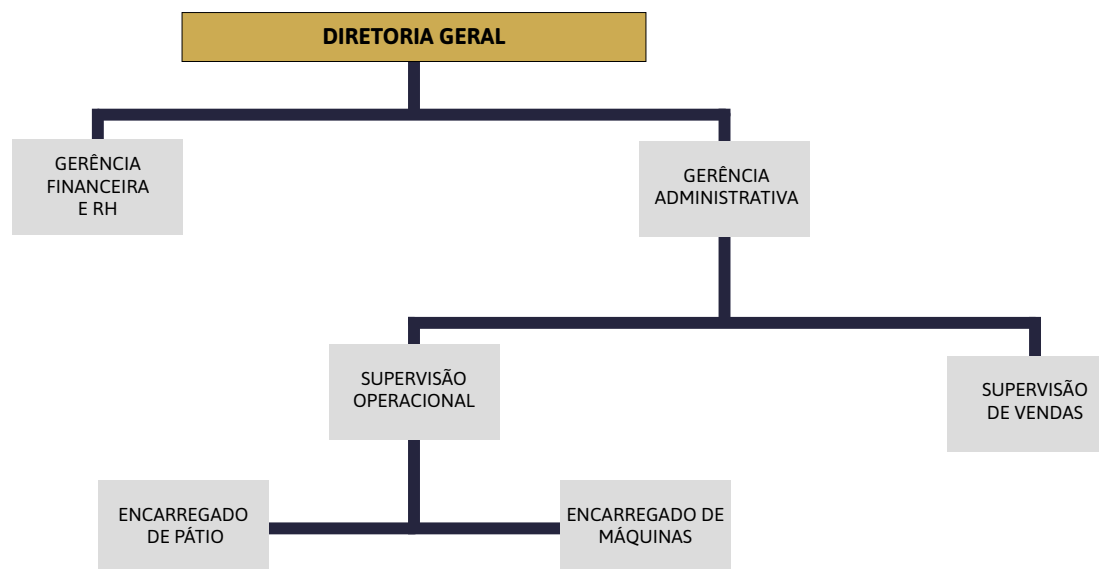 DIRETORIA GERAL
GERÊNCIA
FINANCEIRA
E RH
GERÊNCIA
ADMINISTRATIVA
SUPERVISÃO
OPERACIONAL
SUPERVISÃO
DE VENDAS
ENCARREGADO
DE PÁTIO
ENCARREGADO DE
MÁQUINAS